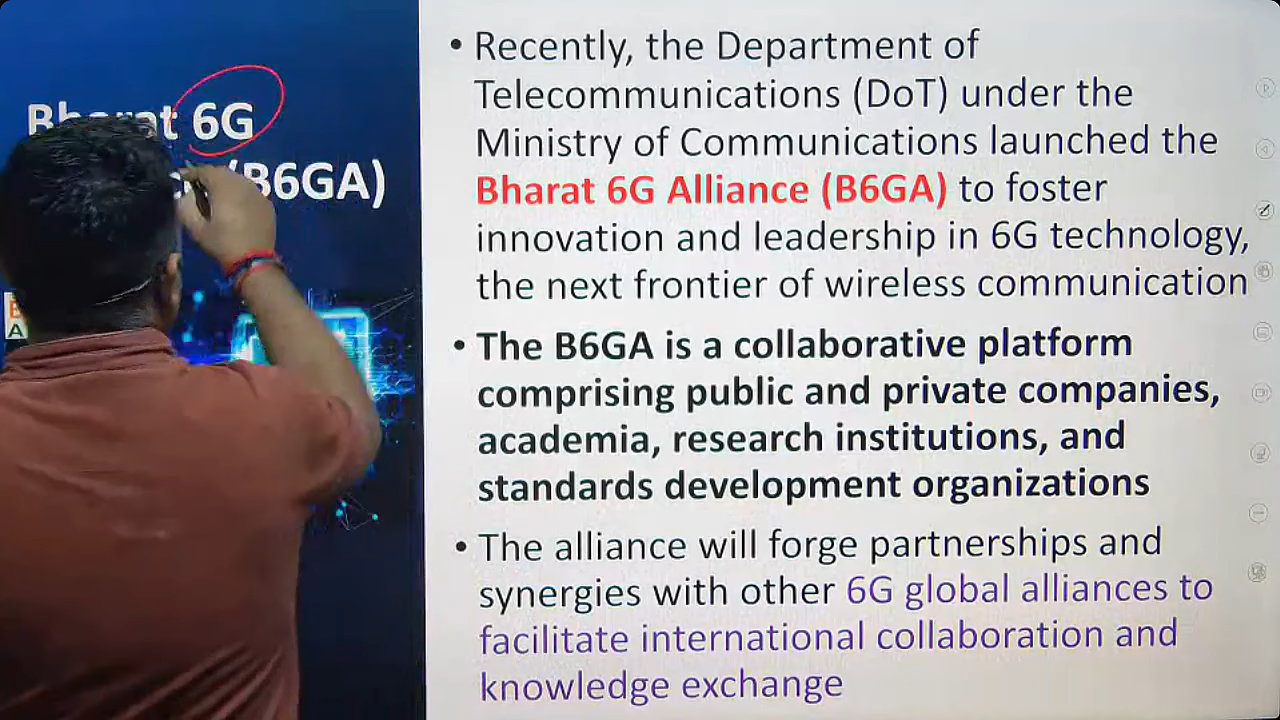 Bharat 6G
(B6GA)
• Recently, the Department of
Telecommunications (DoT) under the
Ministry of Communications launched the
Bharat 6G Alliance (B6GA) to foster
innovation and leadership in 6G technology,
the next frontier of wireless communication
• The B6GA is a collaborative platform
comprising public and private companies,
academia, research institutions, and
standards development organizations
• The alliance will forge partnerships and
synergies with other 6G global alliances to
facilitate international collaboration and
knowledge exchange